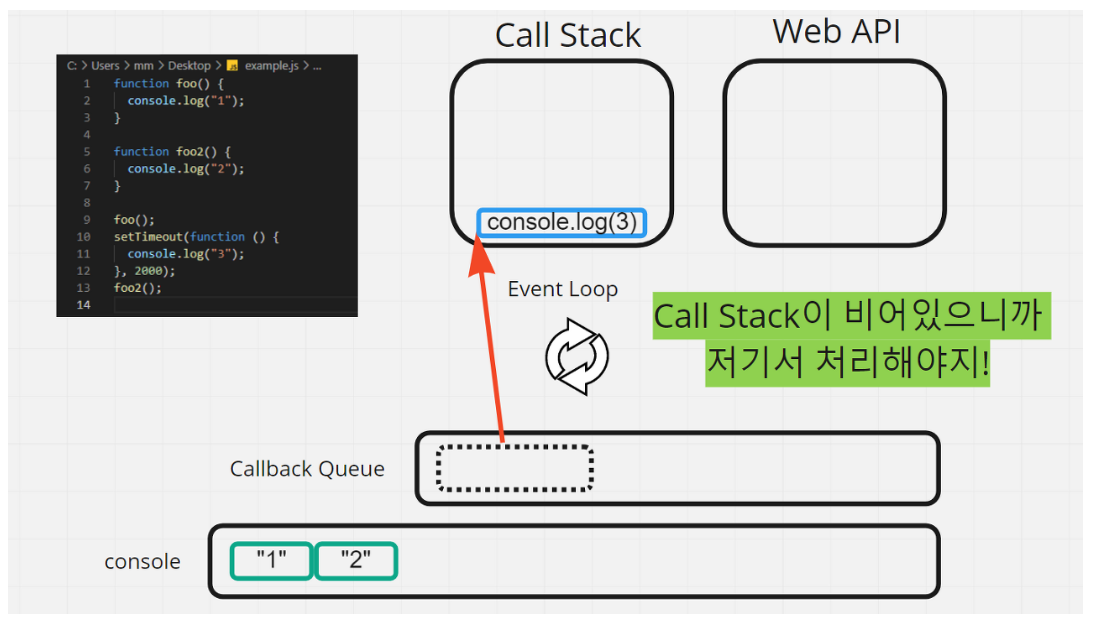 Call Stack
Web API
C: > Users > mm > Desktop > JS example.js > ...
1 function foo() {
2 console.log("1");
3 }
4
5 function foo2() {
6 console.log("2");
7 }
8
9 foo();
10 setTimeout(function () {
11 console.log("3");
12 }, 2000);
13 foo2();
14
console.log(3)
Event Loop
Call Stack이 비어있으니까
저기서 처리해야지!
Callback Queue
console
"1" "2"